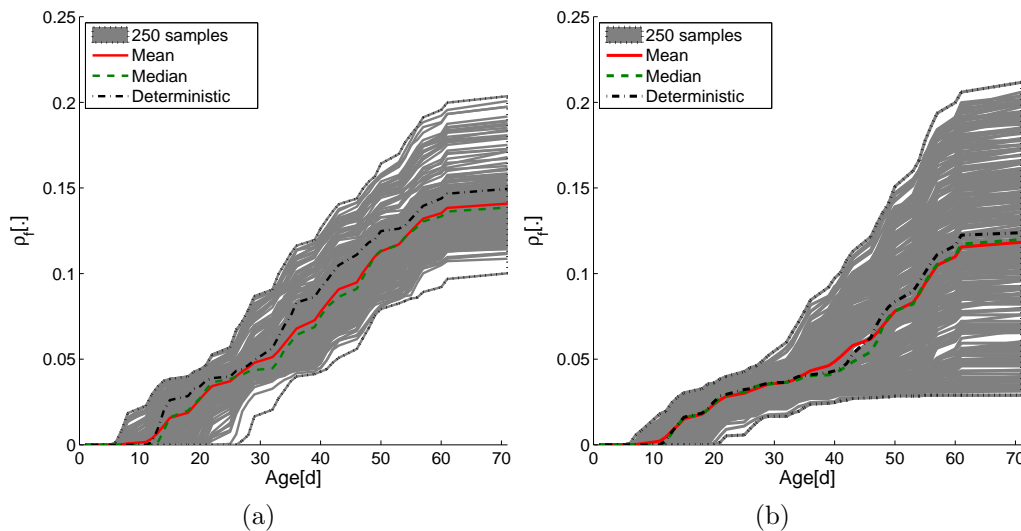 0.25
0.2
0.15
0.1
0.05
0
ρf[.]
250 samples
Mean
Median
Deterministic
0 10 20 30 40 50 60 70
Age[d]
(a)
0.25
0.2
0.15
0.1
0.05
0
ρf[.]
250 samples
Mean
Median
Deterministic
0 10 20 30 40 50 60 70
Age[d]
(b)